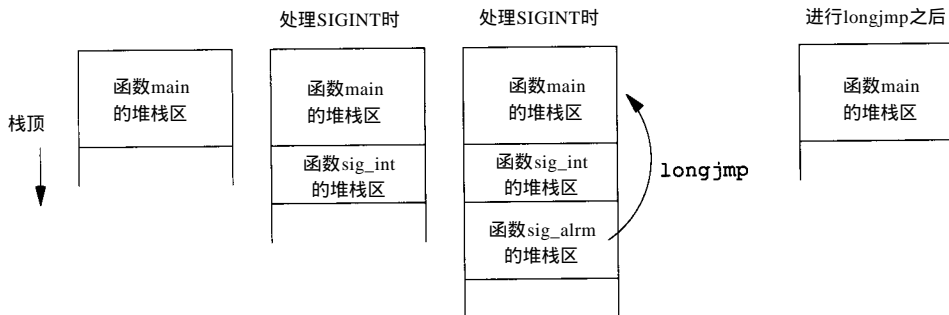 处理SIGINT时
处理SIGINT时
进行longjmp之后
栈顶
函数main
的堆栈区
函数main
的堆栈区
函数sig_int
的堆栈区
函数main
的堆栈区
函数sig_int
的堆栈区
函数sig_alrm
的堆栈区
longjmp
函数main
的堆栈区